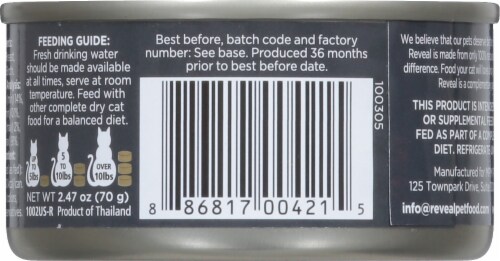 FEEDING GUIDE:
Fresh drinking water
should be made available
at all times, serve at room
temperature. Feed with
other complete dry cat
food for a balanced diet.
UP TO 5lbs
5 TO 10lbs
OVER 10lbs
NET WT 2.47 oz (70 g)
1002US-R Product of Thailand
Best before, batch code and factory
number: See base. Produced 36 months
prior to best before date.
100305
8 86817 00421 5
We believe that our pets deserve
Reveal is made from only 100%
difference. Food your cat will
Reveal is a complem
THIS PRODUCT IS INTEN
OR SUPPLEMENTAL FEE
FED AS PART OF A COM
DIET. REFRIGERATE
Manufactured for MP
125 Townpark Drive, Suite
info@revealpetfood.c